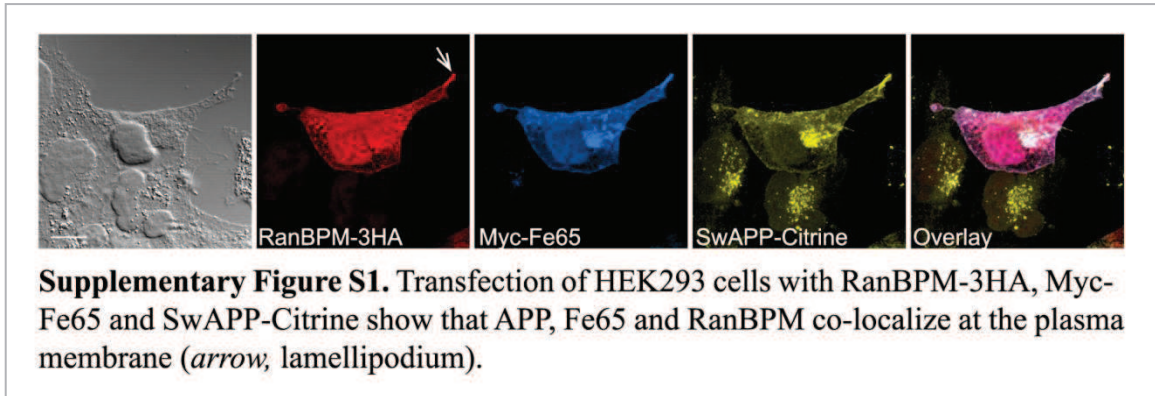 RanBPM-3HA Myc-Fe65 SwAPP-Citrine Overlay
Supplementary Figure S1. Transfection of HEK293 cells with RanBPM-3HA, Myc-
Fe65 and SwAPP-Citrine show that APP, Fe65 and RanBPM co-localize at the plasma
membrane (arrow, lamellipodium).